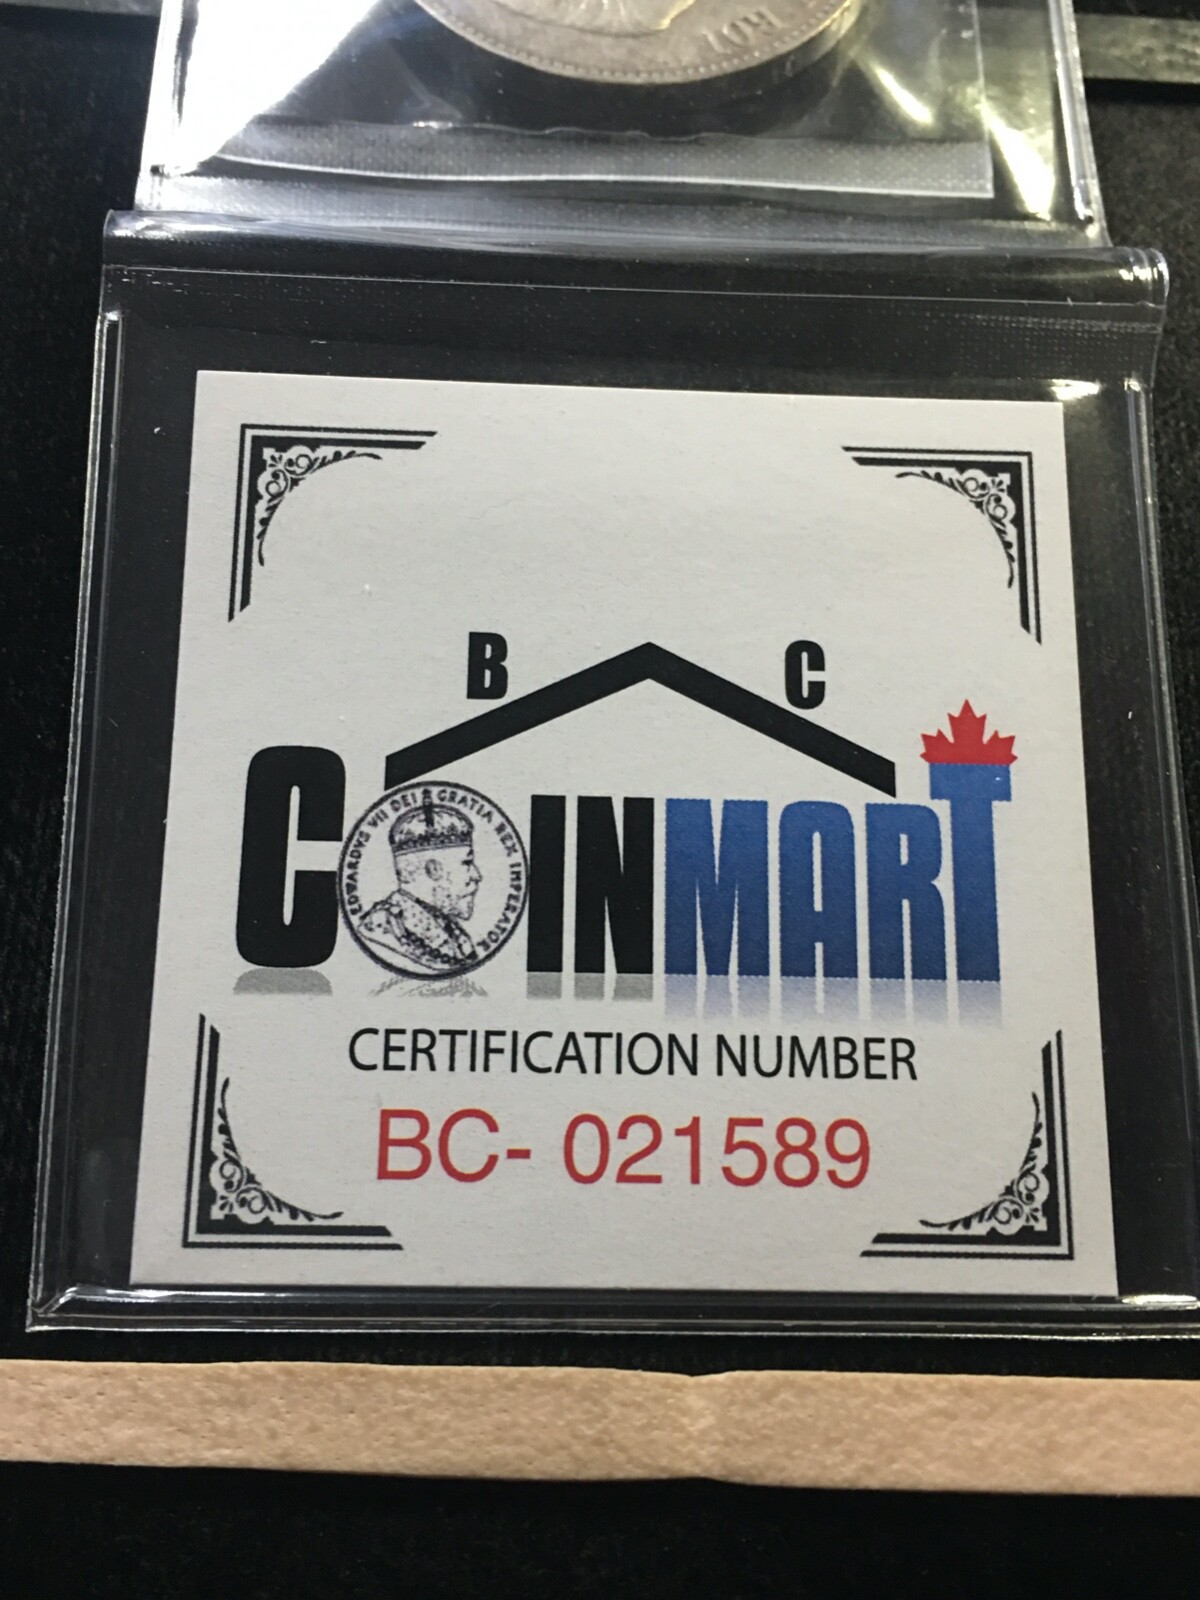 B C
COINMART
EDWARDVS VII DEI GRATIA REX IMPERATOR
CERTIFICATION NUMBER
BC- 021589